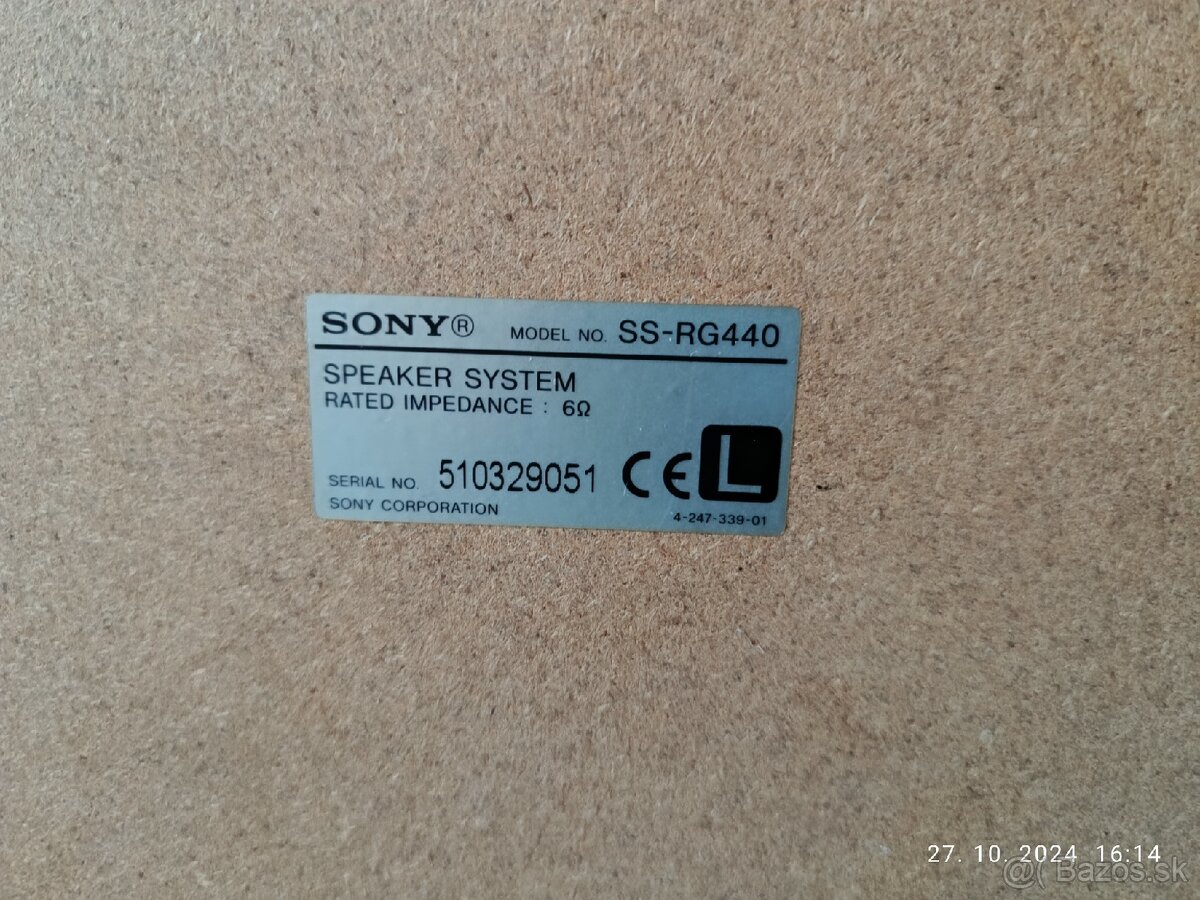 SONY® MODEL NO. SS-RG440
SPEAKER SYSTEM
RATED IMPEDANCE : 6Ω
SERIAL NO. 510329051 CE L
SONY CORPORATION 4-247-339-01
27. 10. 2024 16:14
@( Bazos.sk